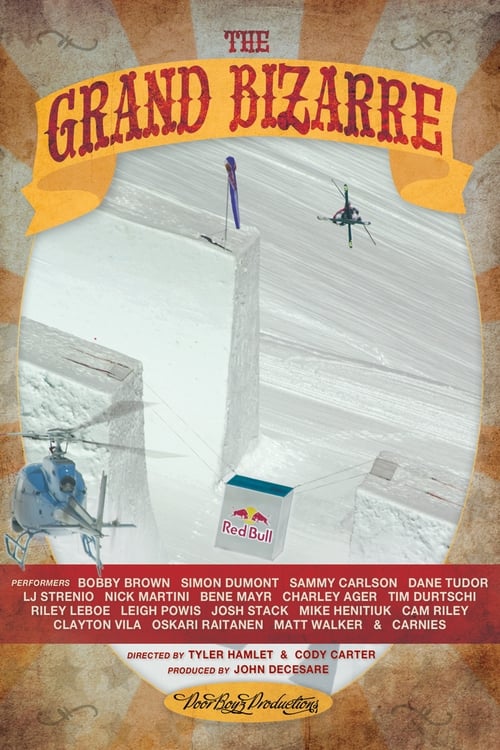 THE
GRAND BIZARRE
Red Bull
PERFORMERS BOBBY BROWN SIMON DUMONT SAMMY CARLSON DANE TUDOR
LJ STRENIO NICK MARTINI BENE MAYR CHARLEY AGER TIM DURTSCHI
RILEY LEBOE LEIGH POWIS JOSH STACK MIKE HENITIUK CAM RILEY
CLAYTON VILA OSKARI RAITANEN MATT WALKER & CARNIES
DIRECTED BY TYLER HAMLET & CODY CARTER
PRODUCED BY JOHN DECESARE
Poor Boyz Productions